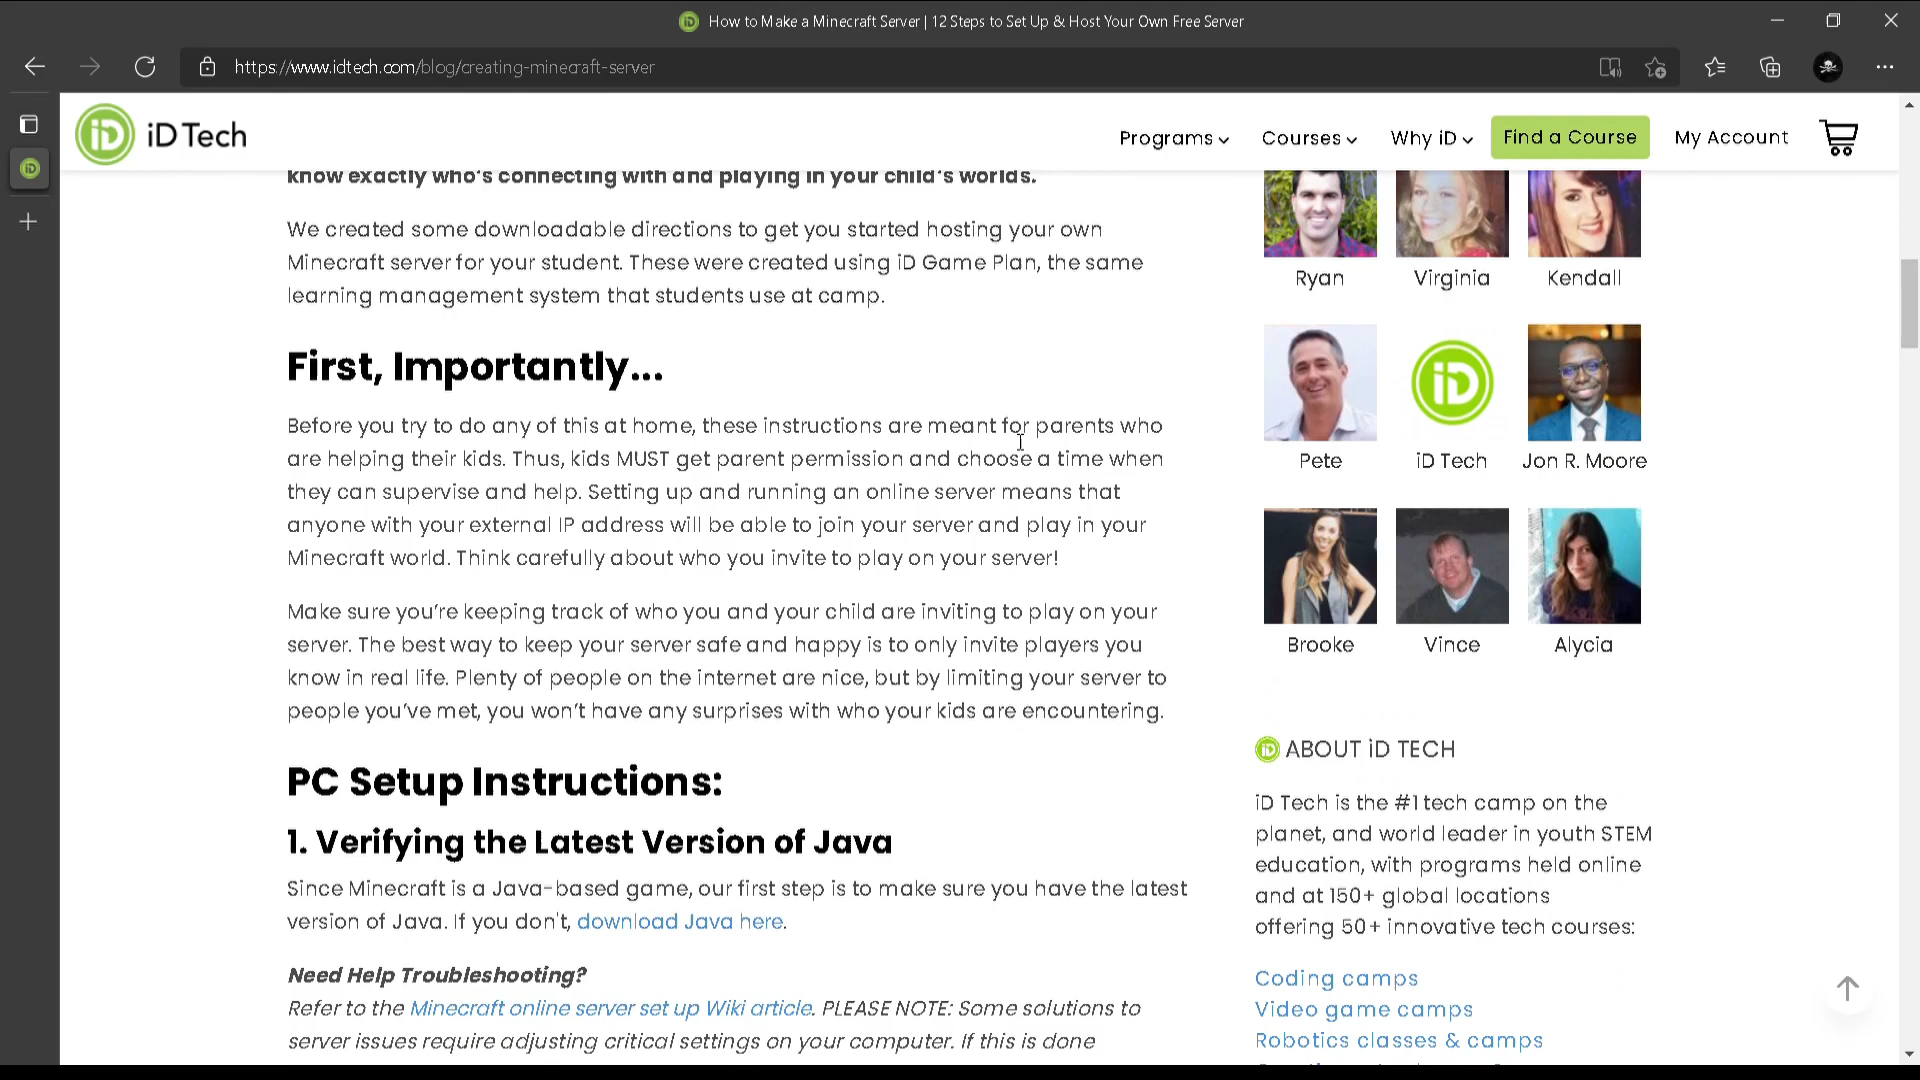 How to Make a Minecraft Server | 12 Steps to Set Up & Host Your Own Free Server
https://www.idtech.com/blog/creating-minecraft-server
iD iD Tech
Programs
Courses
Why iD
Find a Course
My Account
know exactly who's connecting with and playing in your child's worlds.
We created some downloadable directions to get you started hosting your own
Minecraft server for your student. These were created using iD Game Plan, the same
learning management system that students use at camp.
First, Importantly...
Before you try to do any of this at home, these instructions are meant for parents who
are helping their kids. Thus, kids MUST get parent permission and choose a time when
they can supervise and help. Setting up and running an online server means that
anyone with your external IP address will be able to join your server and play in your
Minecraft world. Think carefully about who you invite to play on your server!
Make sure you’re keeping track of who you and your child are inviting to play on your
server. The best way to keep your server safe and happy is to only invite players you
know in real life. Plenty of people on the internet are nice, but by limiting your server to
people you’ve met, you won’t have any surprises with who your kids are encountering.
PC Setup Instructions:
1. Verifying the Latest Version of Java
Since Minecraft is a Java-based game, our first step is to make sure you have the latest
version of Java. If you don't, download Java here.
Need Help Troubleshooting?
Refer to the Minecraft online server set up Wiki article. PLEASE NOTE: Some solutions to
server issues require adjusting critical settings on your computer. If this is done
Ryan
Virginia
Kendall
iD
Pete
iD Tech
Jon R. Moore
Brooke
Vince
Alycia
iD ABOUT iD TECH
iD Tech is the #1 tech camp on the
planet, and world leader in youth STEM
education, with programs held online
and at 150+ global locations
offering 50+ innovative tech courses:
Coding camps
Video game camps
Robotics classes & camps